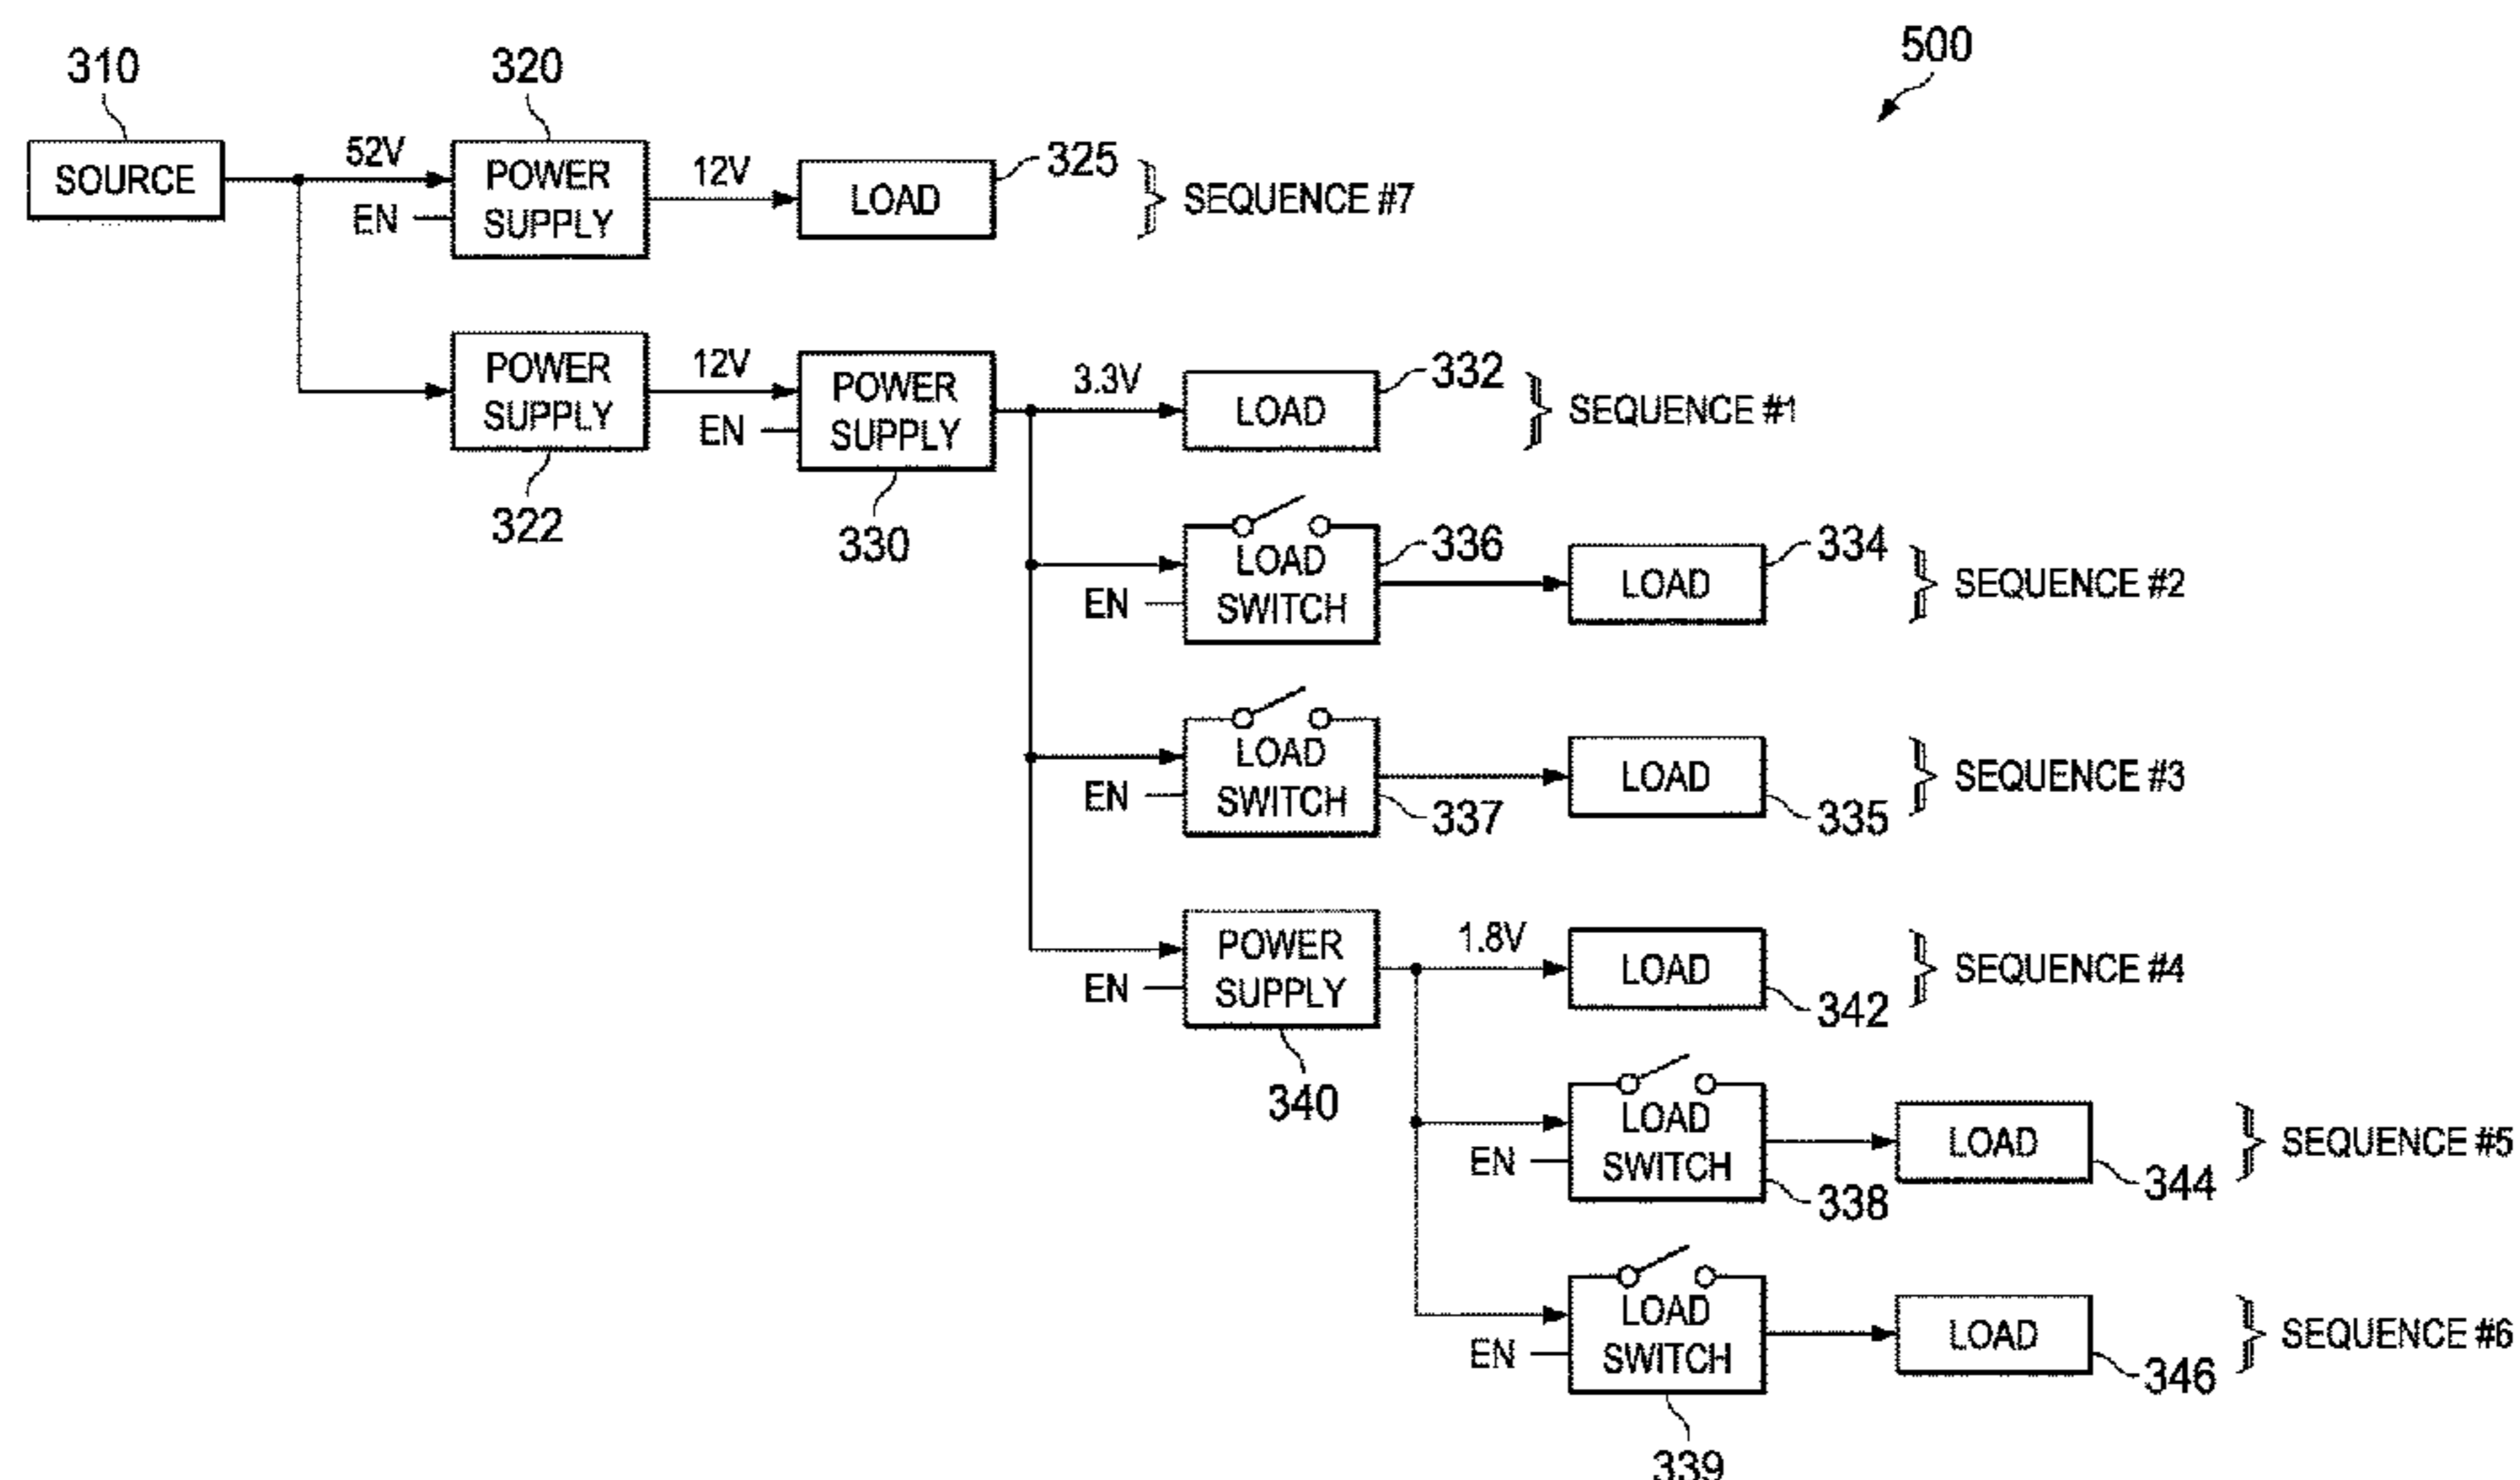 500
310
320
SOURCE
52V
EN
POWER
SUPPLY
12V
LOAD
325
SEQUENCE #7
POWER
SUPPLY
322
12V
EN
POWER
SUPPLY
330
3.3V
LOAD
332
SEQUENCE #1
EN
LOAD
SWITCH
336
LOAD
334
SEQUENCE #2
EN
LOAD
SWITCH
337
LOAD
335
SEQUENCE #3
EN
POWER
SUPPLY
340
1.8V
LOAD
342
SEQUENCE #4
EN
LOAD
SWITCH
338
LOAD
344
SEQUENCE #5
EN
LOAD
SWITCH
339
LOAD
346
SEQUENCE #6